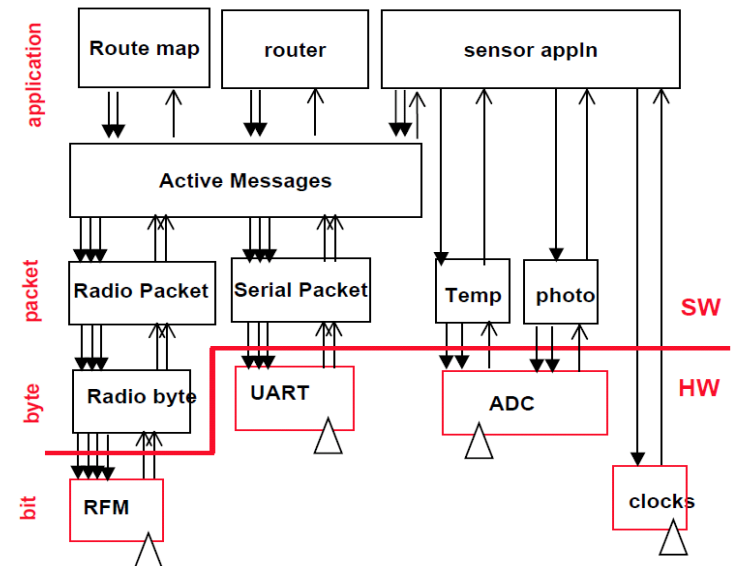 application
Route map
router
sensor appln
Active Messages
packet
Radio Packet
Serial Packet
Temp
photo
SW
byte
Radio byte
UART
ADC
HW
bit
RFM
clocks